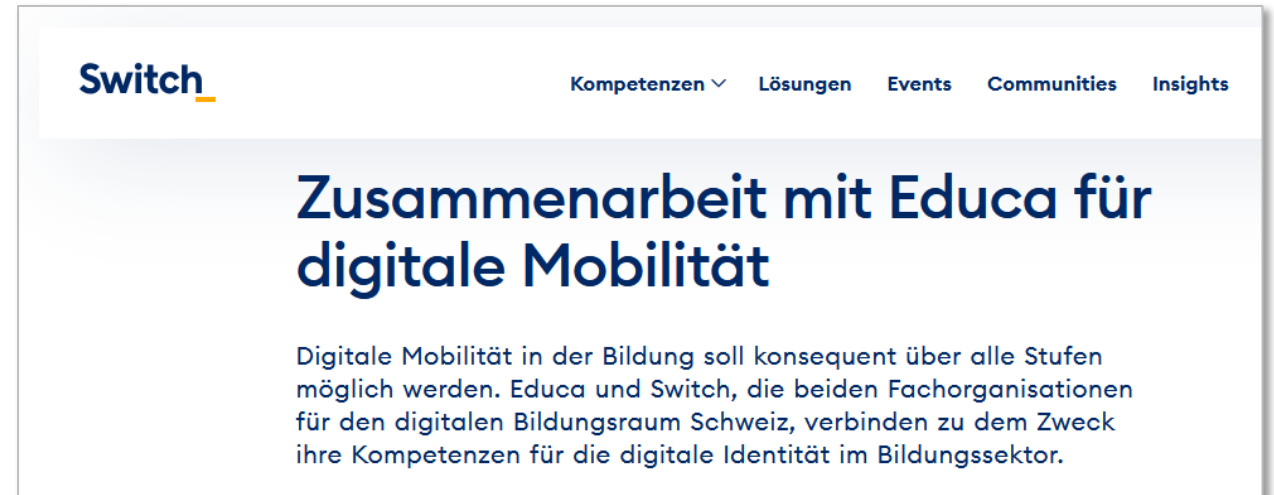 Switch_
Kompetenzen Lösungen Events Communities Insights
Zusammenarbeit mit Educa für
digitale Mobilität
Digitale Mobilität in der Bildung soll konsequent über alle Stufen
möglich werden. Educa und Switch, die beiden Fachorganisationen
für den digitalen Bildungsraum Schweiz, verbinden zu dem Zweck
ihre Kompetenzen für die digitale Identität im Bildungssektor.